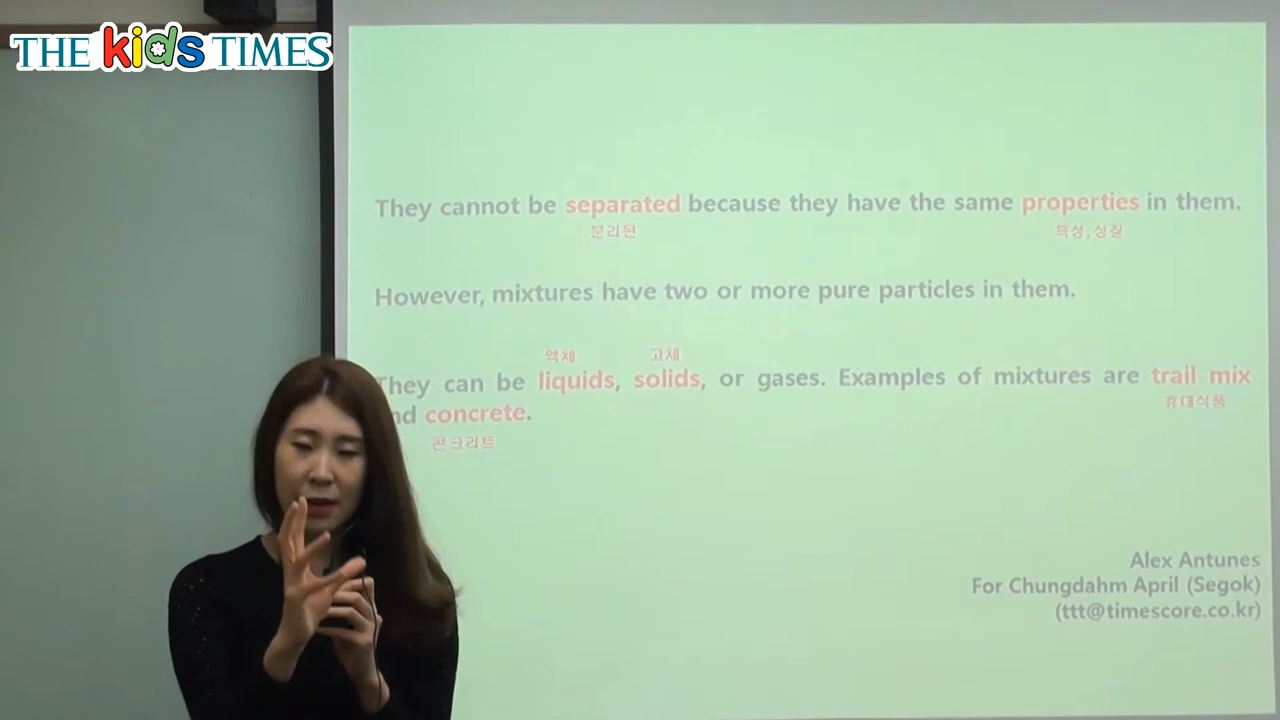 THE kids TIMES
They cannot be separated because they have the same properties in them.
분리된 특성,성질
However, mixtures have two or more pure particles in them.
액체 고체
They can be liquids, solids, or gases. Examples of mixtures are trail mix
휴대식품
and concrete.
콘크리트
Alex Antunes
For Chungdahm April (Segok)
(ttt@timescore.co.kr)